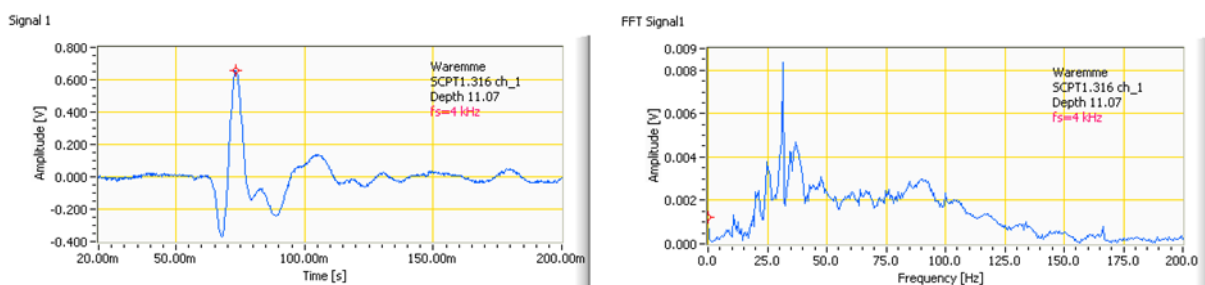 Signal 1
0.800
0.600
0.400
0.200
0.000
-0.200
-0.400
Amplitude [V]
20.00m 50.00m 100.00m 150.00m 200.00m
Time [s]
Waremme
SCPT1.316 ch_1
Depth 11.07
fs=4 kHz
FFT Signal1
0.009
0.008
0.006
0.004
0.002
0.000
Amplitude [V]
0.0 25.0 50.0 75.0 100.0 125.0 150.0 175.0 200.0
Frequency [Hz]
Waremme
SCPT1.316 ch_1
Depth 11.07
fs=4 kHz